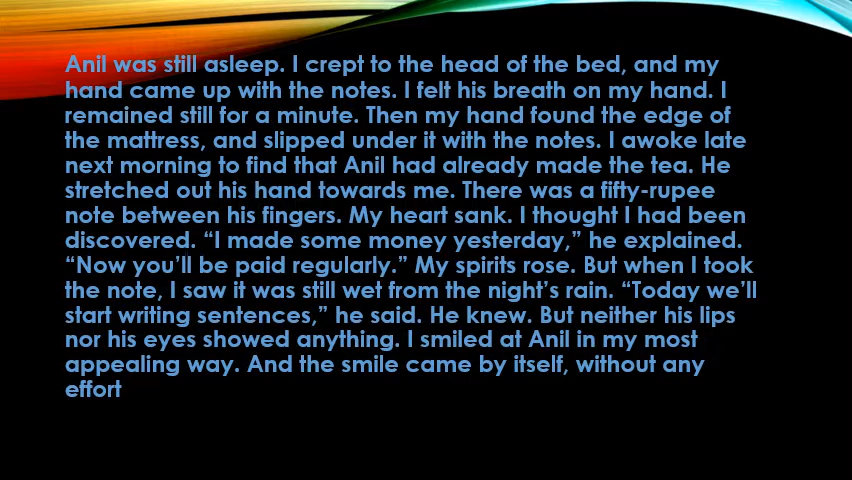 Anil was still asleep. I crept to the head of the bed, and my
hand came up with the notes. I felt his breath on my hand. I
remained still for a minute. Then my hand found the edge of
the mattress, and slipped under it with the notes. I awoke late
next morning to find that Anil had already made the tea. He
stretched out his hand towards me. There was a fifty-rupee
note between his fingers. My heart sank. I thought I had been
discovered. “I made some money yesterday,” he explained.
“Now you’ll be paid regularly.” My spirits rose. But when I took
the note, I saw it was still wet from the night’s rain. “Today we’ll
start writing sentences,” he said. He knew. But neither his lips
nor his eyes showed anything. I smiled at Anil in my most
appealing way. And the smile came by itself, without any
effort